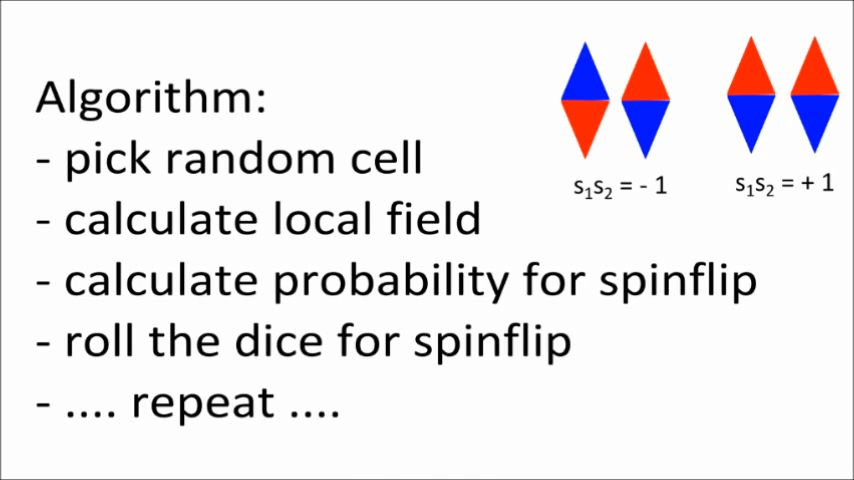 Algorithm:
- pick random cell
- calculate local field
- calculate probability for spinflip
- roll the dice for spinflip
- .... repeat ....
s₁s₂ = - 1
s₁s₂ = + 1